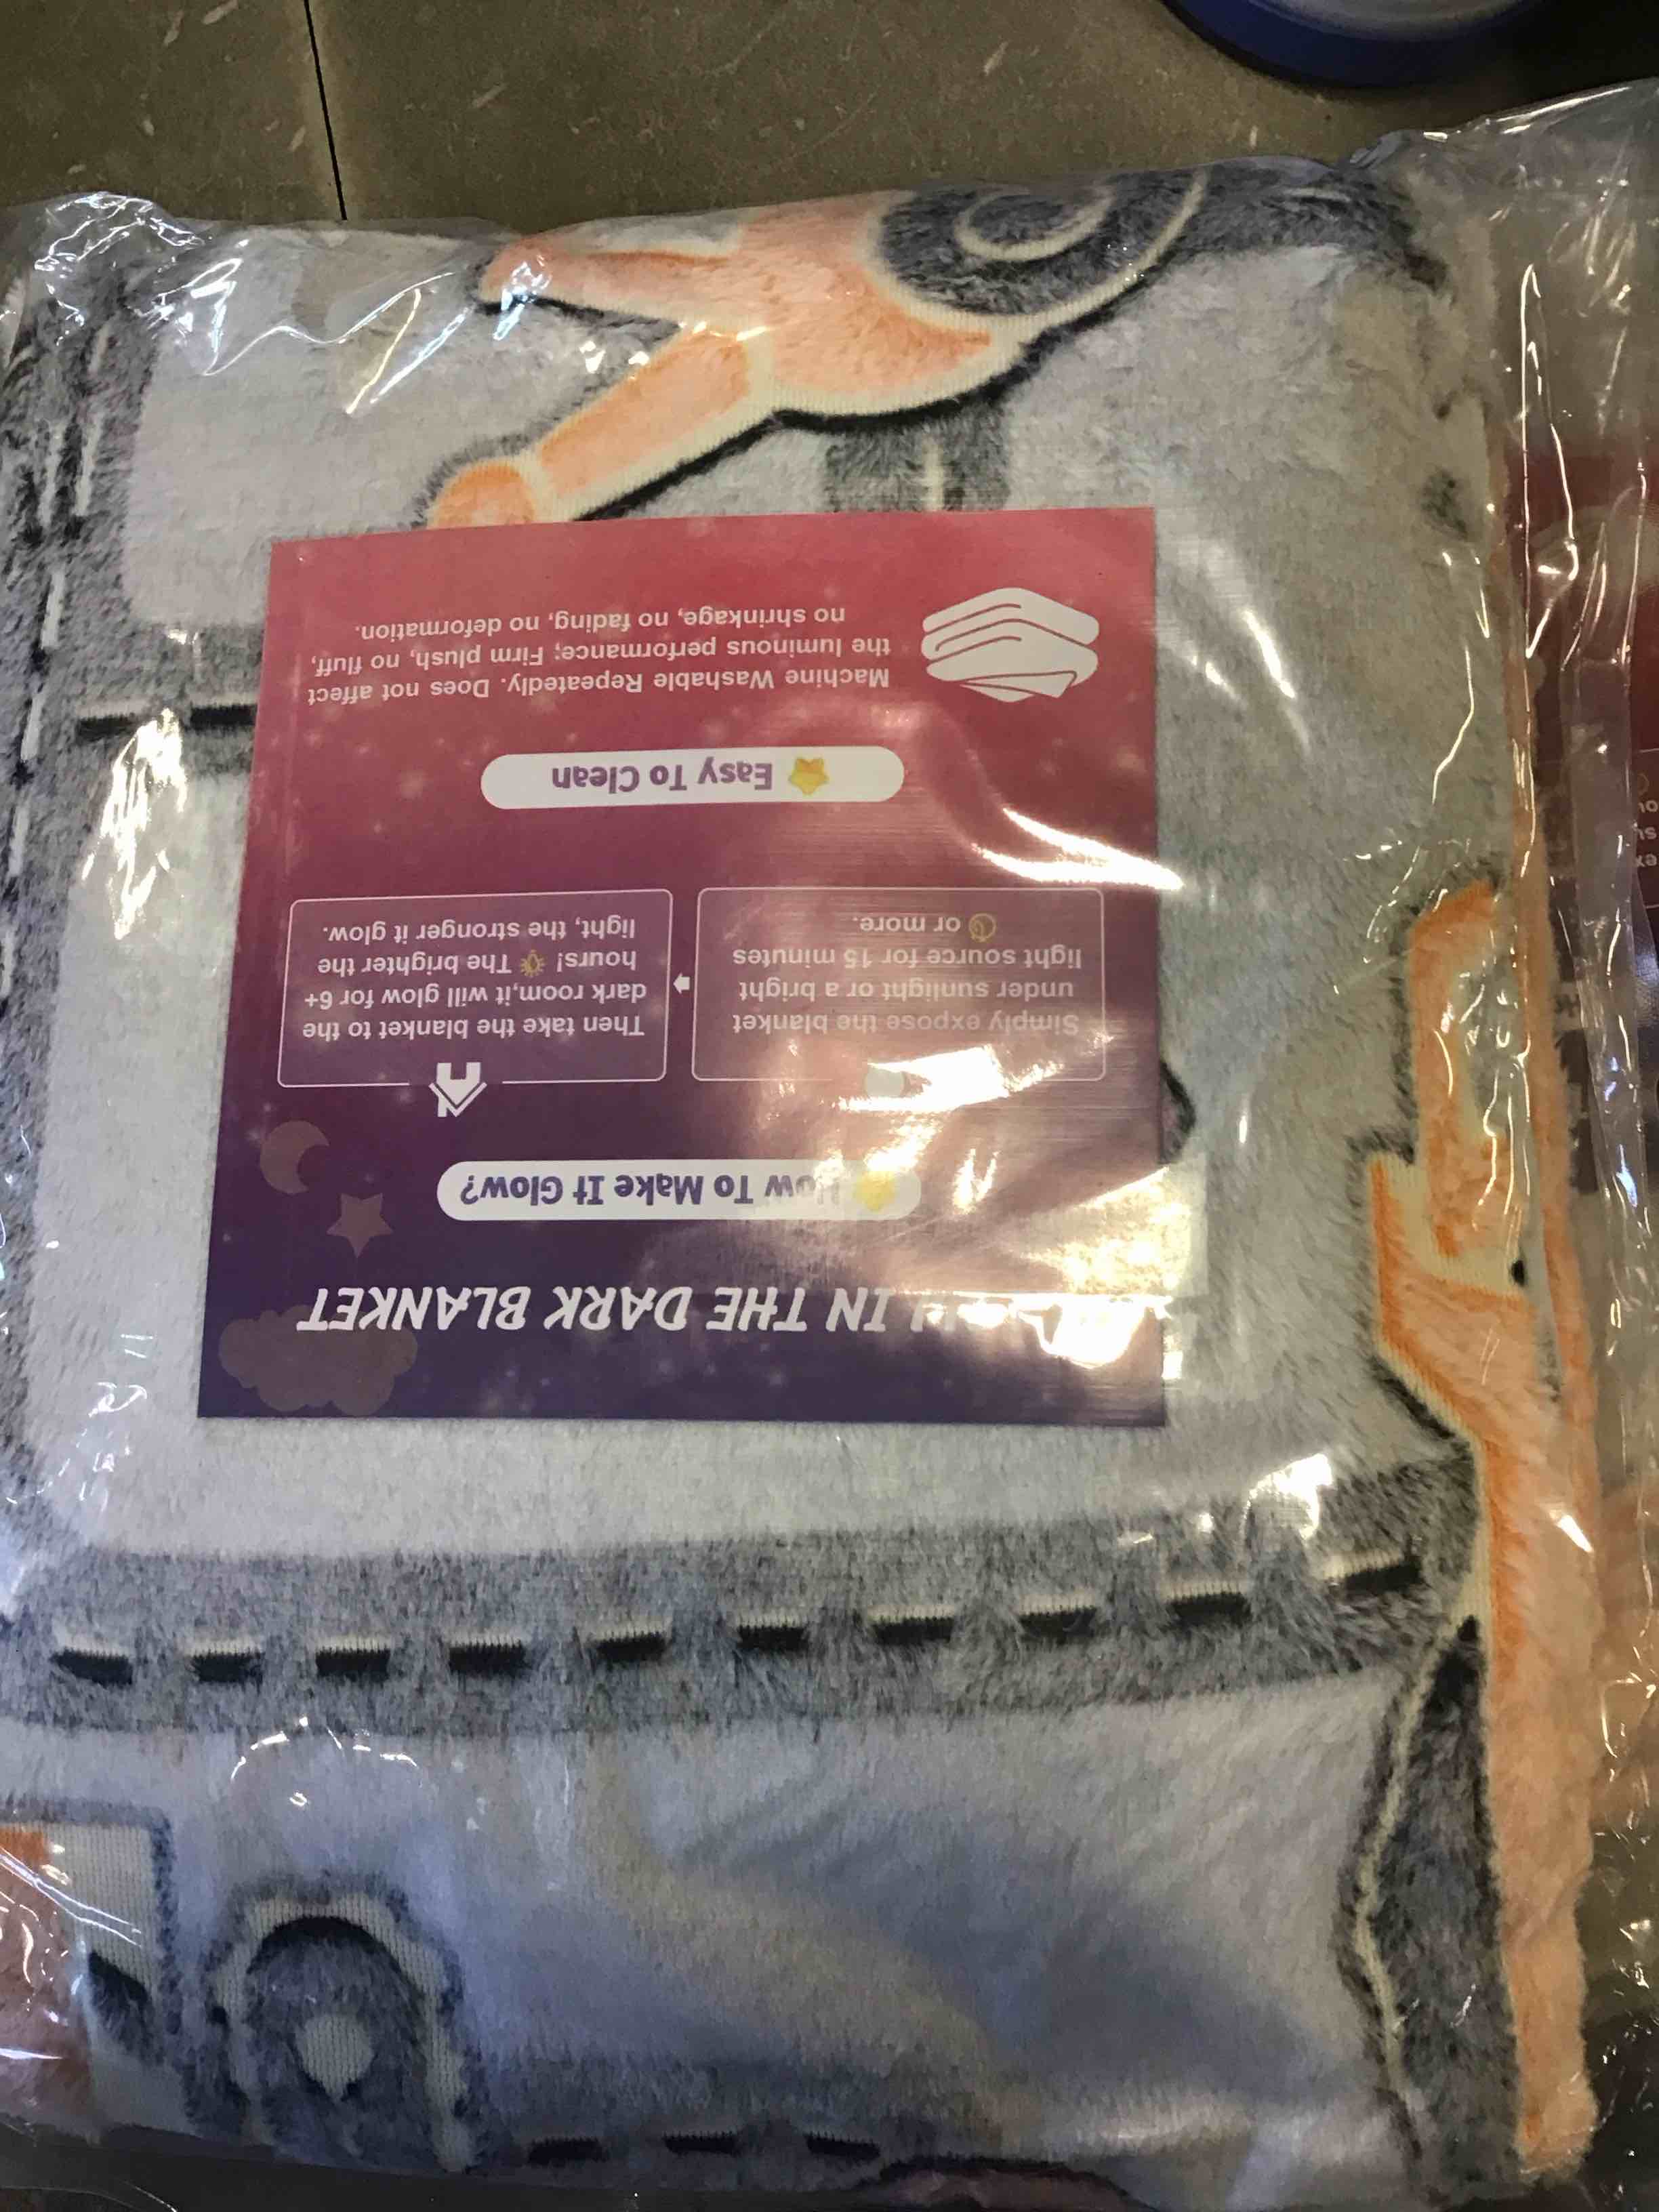 IN THE DARK BLANKET
How To Make It Glow?
Simply expose the blanket
under sunlight or a bright
light source for 15 minutes
or more.
Then take the blanket to the
dark room,it will glow for 6+
hours! The brighter the
light, the stronger it glow.
Easy To Clean
Machine Washable Repeatedly. Does not affect
the luminous performance; Firm plush, no fluff,
no shrinkage, no fading, no deformation.